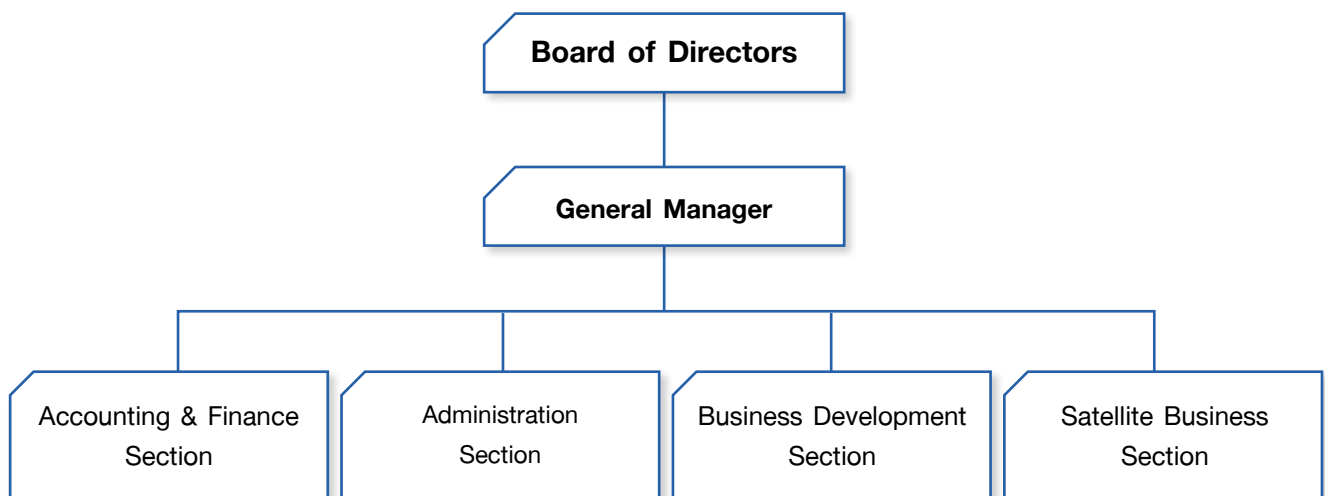 Board of Directors
General Manager
Accounting & Finance
Section
Administration
Section
Business Development
Section
Satellite Business
Section